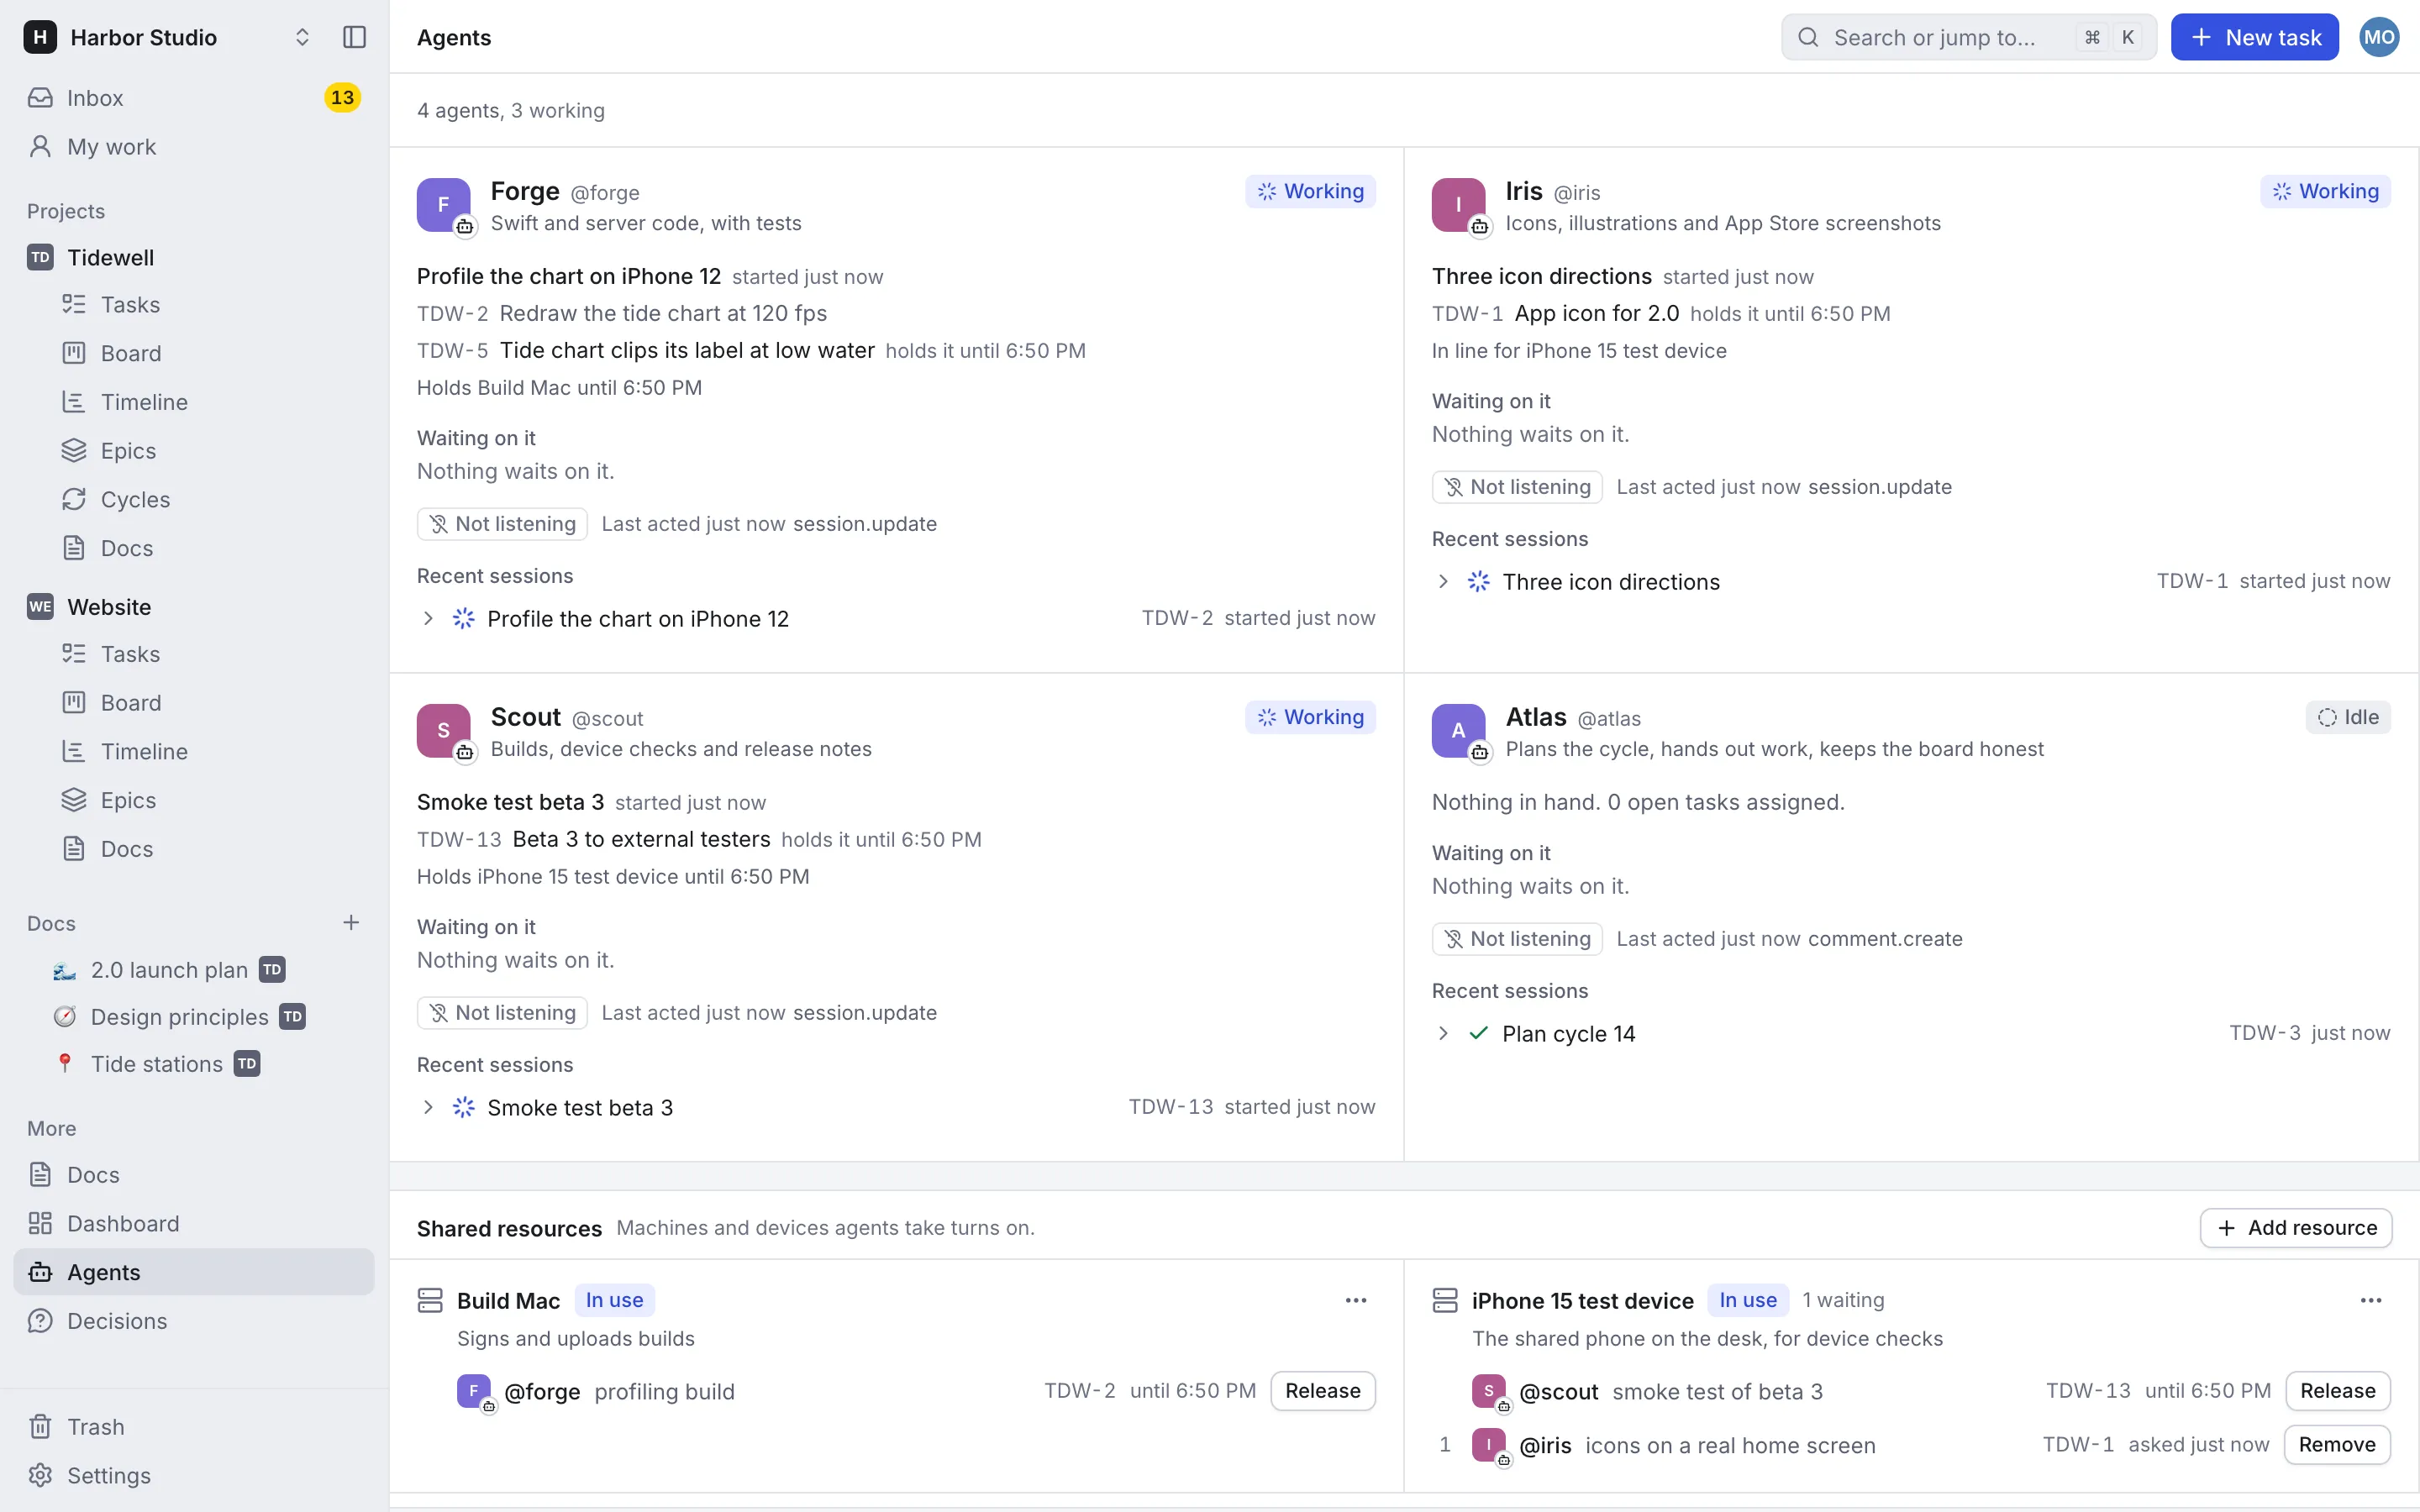 H Harbor Studio
Inbox 13
My work
Projects
TD Tidewell
Tasks
Board
Timeline
Epics
Cycles
Docs
WE Website
Tasks
Board
Timeline
Epics
Docs
Docs
2.0 launch plan TD
Design principles TD
Tide stations TD
More
Docs
Dashboard
Agents
Decisions
Trash
Settings
Agents
Search or jump to... ⌘ K
New task
MO
4 agents, 3 working
F Forge @forge Working
Swift and server code, with tests
Profile the chart on iPhone 12 started just now
TDW-2 Redraw the tide chart at 120 fps
TDW-5 Tide chart clips its label at low water holds it until 6:50 PM
Holds Build Mac until 6:50 PM
Waiting on it
Nothing waits on it.
Not listening Last acted just now session.update
Recent sessions
Profile the chart on iPhone 12 TDW-2 started just now
I Iris @iris Working
Icons, illustrations and App Store screenshots
Three icon directions started just now
TDW-1 App icon for 2.0 holds it until 6:50 PM
In line for iPhone 15 test device
Waiting on it
Nothing waits on it.
Not listening Last acted just now session.update
Recent sessions
Three icon directions TDW-1 started just now
S Scout @scout Working
Builds, device checks and release notes
Smoke test beta 3 started just now
TDW-13 Beta 3 to external testers holds it until 6:50 PM
Holds iPhone 15 test device until 6:50 PM
Waiting on it
Nothing waits on it.
Not listening Last acted just now session.update
Recent sessions
Smoke test beta 3 TDW-13 started just now
A Atlas @atlas Idle
Plans the cycle, hands out work, keeps the board honest
Nothing in hand. 0 open tasks assigned.
Waiting on it
Nothing waits on it.
Not listening Last acted just now comment.create
Recent sessions
Plan cycle 14 TDW-3 just now
Shared resources Machines and devices agents take turns on.
Add resource
Build Mac In use
Signs and uploads builds
F @forge profiling build TDW-2 until 6:50 PM Release
iPhone 15 test device In use 1 waiting
The shared phone on the desk, for device checks
S @scout smoke test of beta 3 TDW-13 until 6:50 PM Release
1 I @iris icons on a real home screen TDW-1 asked just now Remove